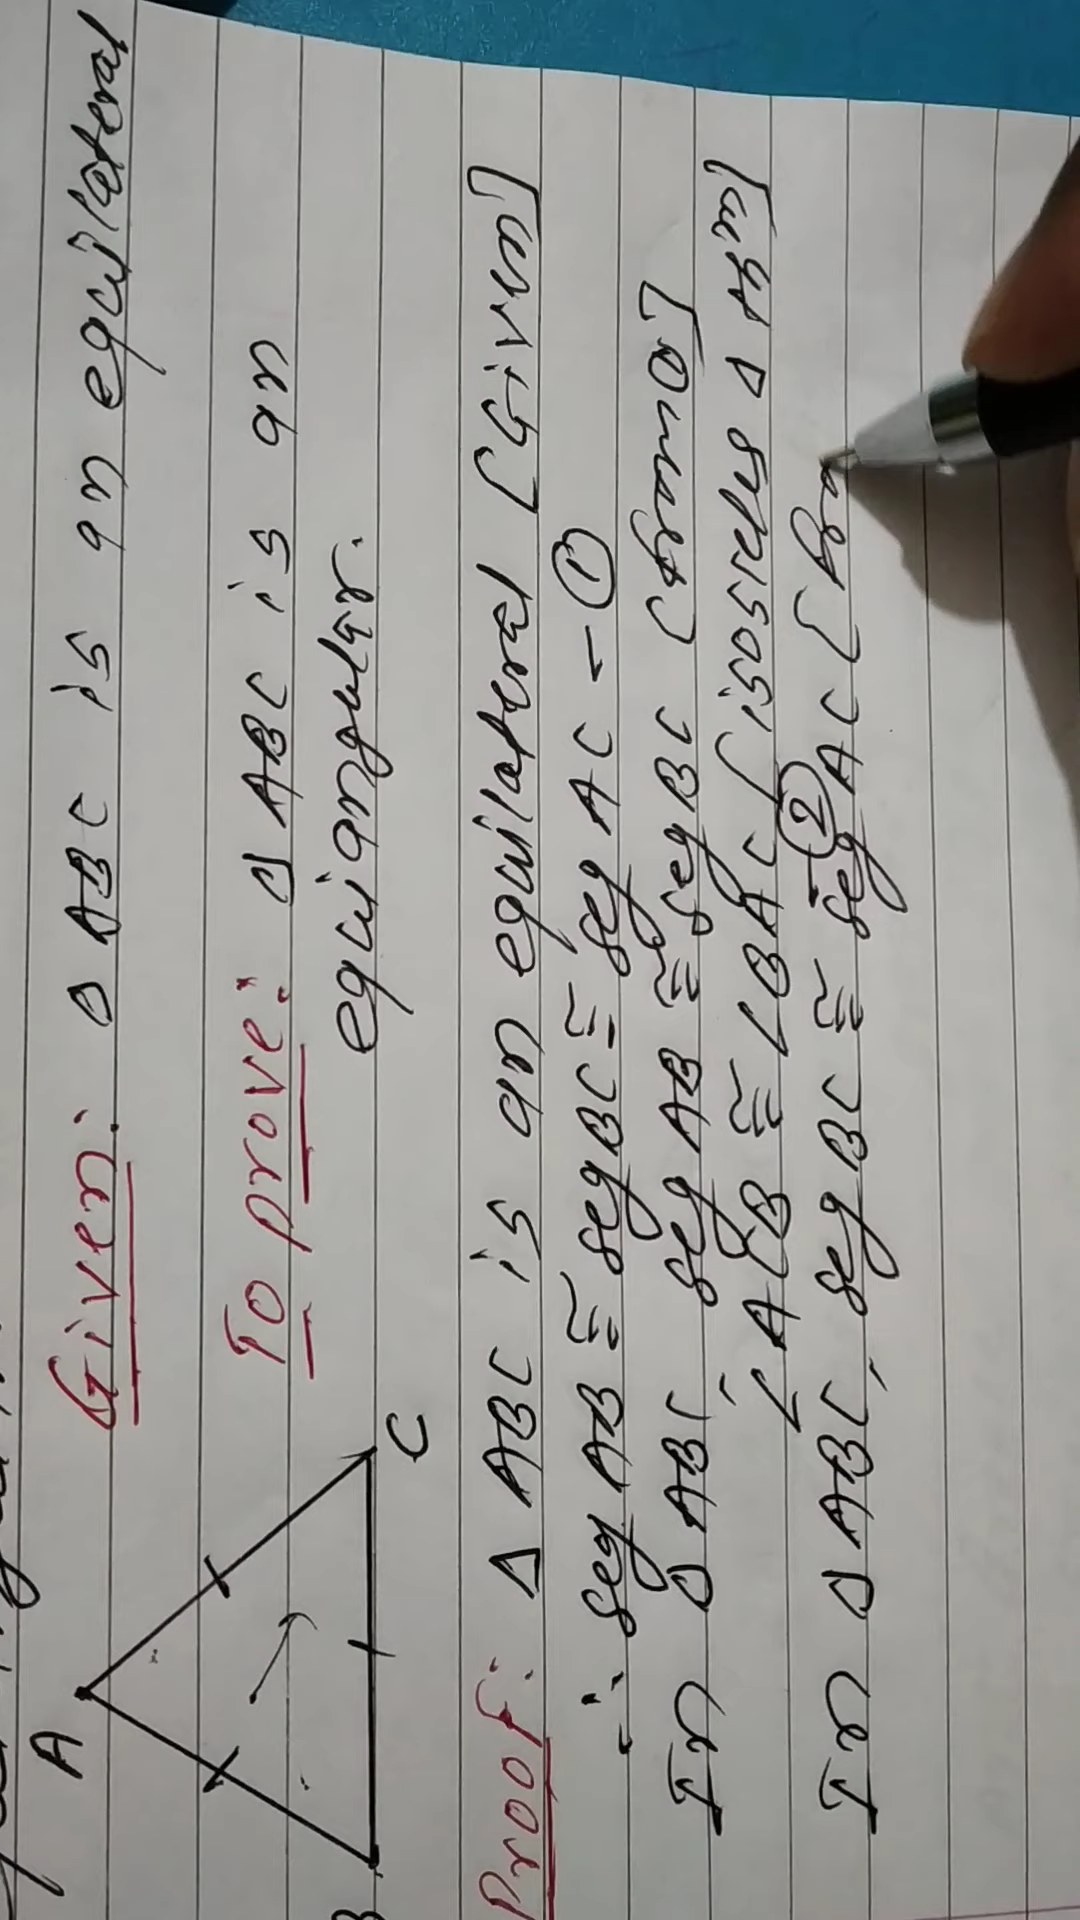 Given: Δ ABC is an equilateral
To prove: Δ ABC is an
equiangular.
A
B
C
Proof: Δ ABC is an equilateral [Given]
∴ seg AB ≅ seg BC ≅ seg AC - ①
In Δ ABC, seg AB ≅ seg BC [From ①]
∠ACB ≅ ∠BAC [isosceles Δ thm]
- ②
In Δ ABC, seg BC ≅ seg AC [